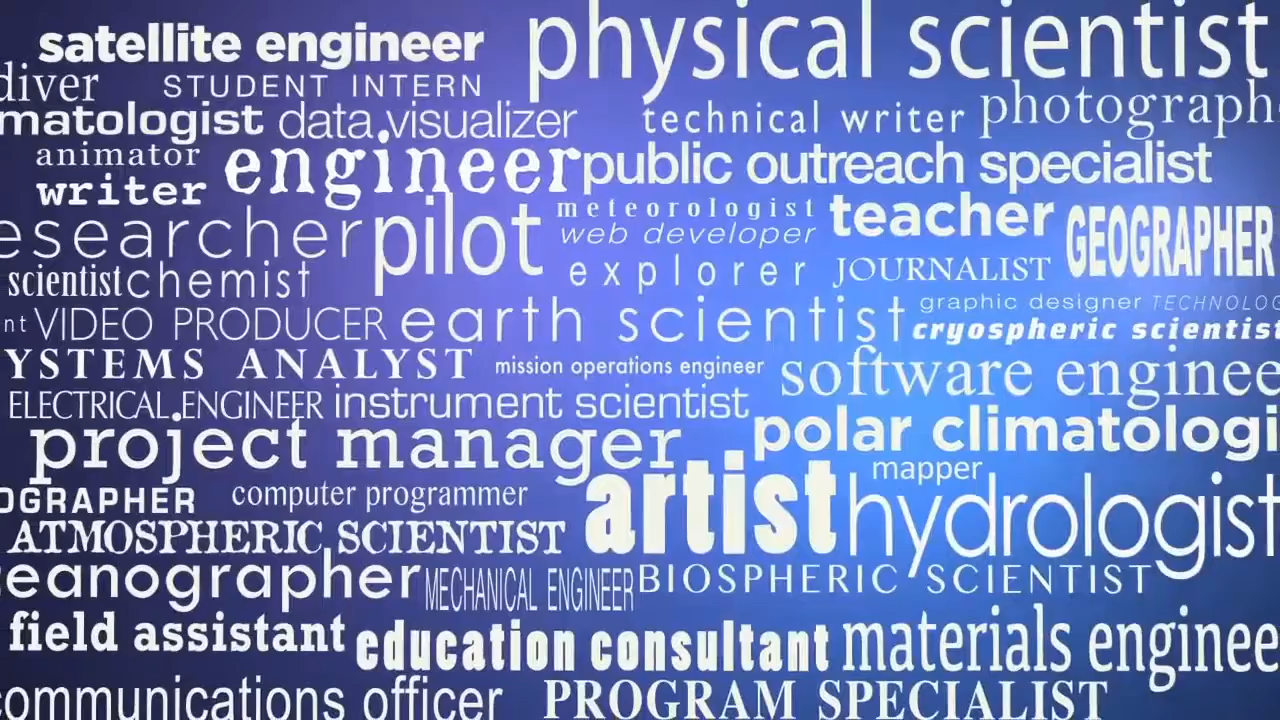 satellite engineer physical scientist
diver STUDENT INTERN
matologist data visualizer technical writer photograph
animator engineer public outreach specialist
writer
esearcher pilot meteorologist teacher GEOGRAPHER
web developer
scientist chemist explorer JOURNALIST
nt VIDEO PRODUCER earth scientist graphic designer TECHNOLOG
cryospheric scientist
YSTEMS ANALYST mission operations engineer software enginee
ELECTRICAL ENGINEER instrument scientist
project manager polar climatologi
mapper
OGRAPHER computer programmer artist hydrologist
ATMOSPHERIC SCIENTIST
ceanographer MECHANICAL ENGINEER BIOSPHERIC SCIENTIST
field assistant education consultant materials enginee
communications officer PROGRAM SPECIALIST